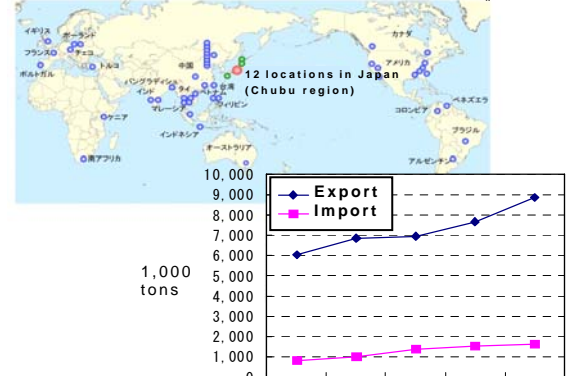 イギリス
ポーランド
フランス
チェコ
ポルトガル
トルコ
中国
バングラディシュ
インド
タイ
台湾
ベトナム
フィリピン
マレーシア
インドネシア
ケニア
南アフリカ
オーストラリア
カナダ
アメリカ
コロンビア
ベネズエラ
ブラジル
アルゼンチン
12 locations in Japan
(Chubu region)
Export
Import
1,000
tons
10,000
9,000
8,000
7,000
6,000
5,000
4,000
3,000
2,000
1,000
0